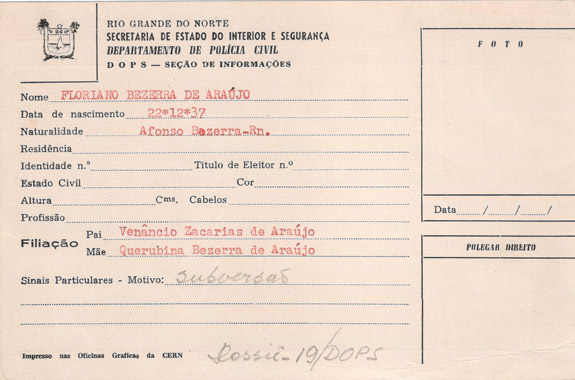 RIO GRANDE DO NORTE
SECRETARIA DE ESTADO DO INTERIOR E SEGURANÇA
DEPARTAMENTO DE POLÍCIA CIVIL
DOPS — SEÇÃO DE INFORMAÇÕES
FOTO
Nome FLORIANO BEZERRA DE ARAÚJO
Data de nascimento 22*12*37
Naturalidade Afonso Bezerra-Rn.
Residência
Identidade n.º Título de Eleitor n.º
Estado Civil Cor
Altura Cms. Cabelos
Profissão
Data / / /
Filiação
Pai Venâncio Zacarias de Araújo
Mãe Querubina Bezerra de Araújo
POLEGAR DIREITO
Sinais Particulares - Motivo: subversão
Impresso nas Oficinas Graficas da CERN
Dossiê-19/DOPS